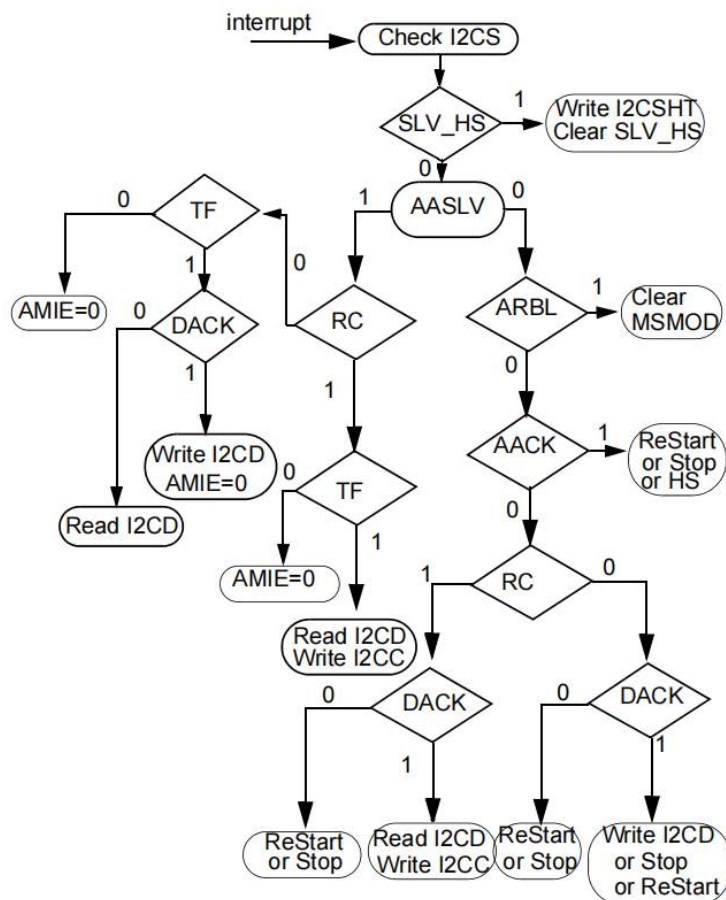 interrupt
Check I2CS
SLV_HS
1
Write I2CSHT
Clear SLV_HS
0
AASLV
1
0
0
TF
1
0
AMIE=0
0
DACK
1
RC
1
ARBL
1
Clear
MSMOD
0
Write I2CD
AMIE=0
Read I2CD
0
TF
1
AMIE=0
Read I2CD
Write I2CC
AACK
1
ReStart
or Stop
or HS
0
1
RC
0
0
DACK
1
ReStart
or Stop
Read I2CD
Write I2CC
0
DACK
1
ReStart
or Stop
Write I2CD
or Stop
or ReStart